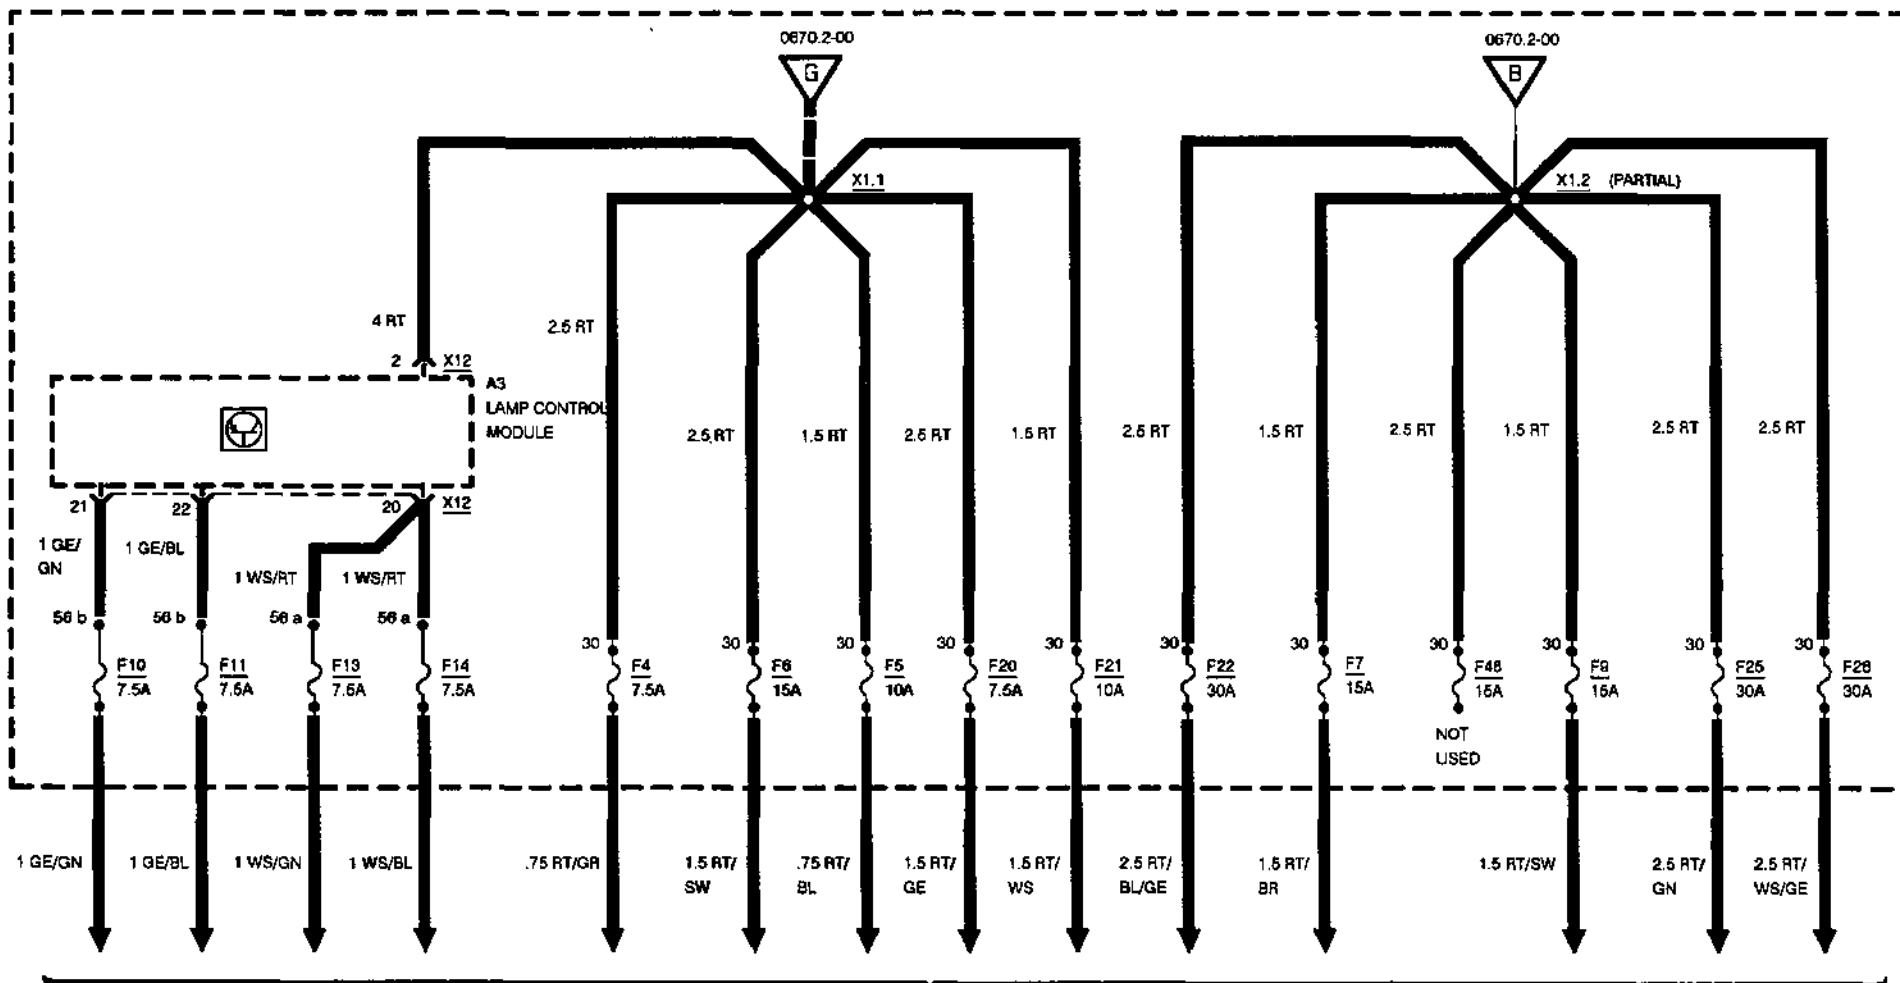 0670.2-00
0670.2-00
G
B
X1.1
X1.2 (PARTIAL)
4 RT
2.5 RT
2 X12
A3
LAMP CONTROL
MODULE
2.5 RT
1.5 RT
2.5 RT
1.5 RT
2.5 RT
1.5 RT
2.5 RT
1.5 RT
2.5 RT
2.5 RT
21
22
20
X12
1 GE/
GN
1 GE/BL
1 WS/RT
1 WS/RT
56 b
56 b
56 a
56 a
30
30
30
30
30
30
30
30
30
30
30
F10
7.5A
F11
7.5A
F13
7.5A
F14
7.5A
F4
7.5A
F6
15A
F5
10A
F20
7.5A
F21
10A
F22
30A
F7
15A
F48
15A
F9
15A
F25
30A
F28
30A
NOT
USED
1 GE/GN
1 GE/BL
1 WS/GN
1 WS/BL
.75 RT/GR
1.5 RT/
SW
.75 RT/
BL
1.5 RT/
GE
1.5 RT/
WS
2.5 RT/
BL/GE
1.5 RT/
BR
1.5 RT/SW
2.5 RT/
GN
2.5 RT/
WS/GE